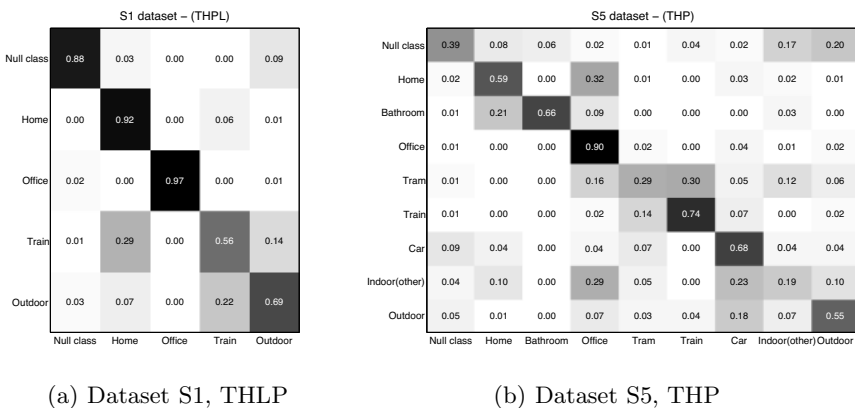 S1 dataset – (THPL)
Null class 0.88 0.03 0.00 0.00 0.09
Home 0.00 0.92 0.00 0.06 0.01
Office 0.02 0.00 0.97 0.00 0.01
Train 0.01 0.29 0.00 0.56 0.14
Outdoor 0.03 0.07 0.00 0.22 0.69
Null class Home Office Train Outdoor
(a) Dataset S1, THLP
S5 dataset – (THP)
Null class 0.39 0.08 0.06 0.02 0.01 0.04 0.02 0.17 0.20
Home 0.02 0.59 0.00 0.32 0.01 0.00 0.03 0.02 0.01
Bathroom 0.01 0.21 0.66 0.09 0.00 0.00 0.00 0.03 0.00
Office 0.01 0.00 0.00 0.90 0.02 0.00 0.04 0.01 0.02
Tram 0.01 0.00 0.00 0.16 0.29 0.30 0.05 0.12 0.06
Train 0.01 0.00 0.00 0.02 0.14 0.74 0.07 0.00 0.02
Car 0.09 0.04 0.00 0.04 0.07 0.00 0.68 0.04 0.04
Indoor(other) 0.04 0.10 0.00 0.29 0.05 0.00 0.23 0.19 0.10
Outdoor 0.05 0.01 0.00 0.07 0.03 0.04 0.18 0.07 0.55
Null class Home Bathroom Office Tram Train Car Indoor(other) Outdoor
(b) Dataset S5, THP